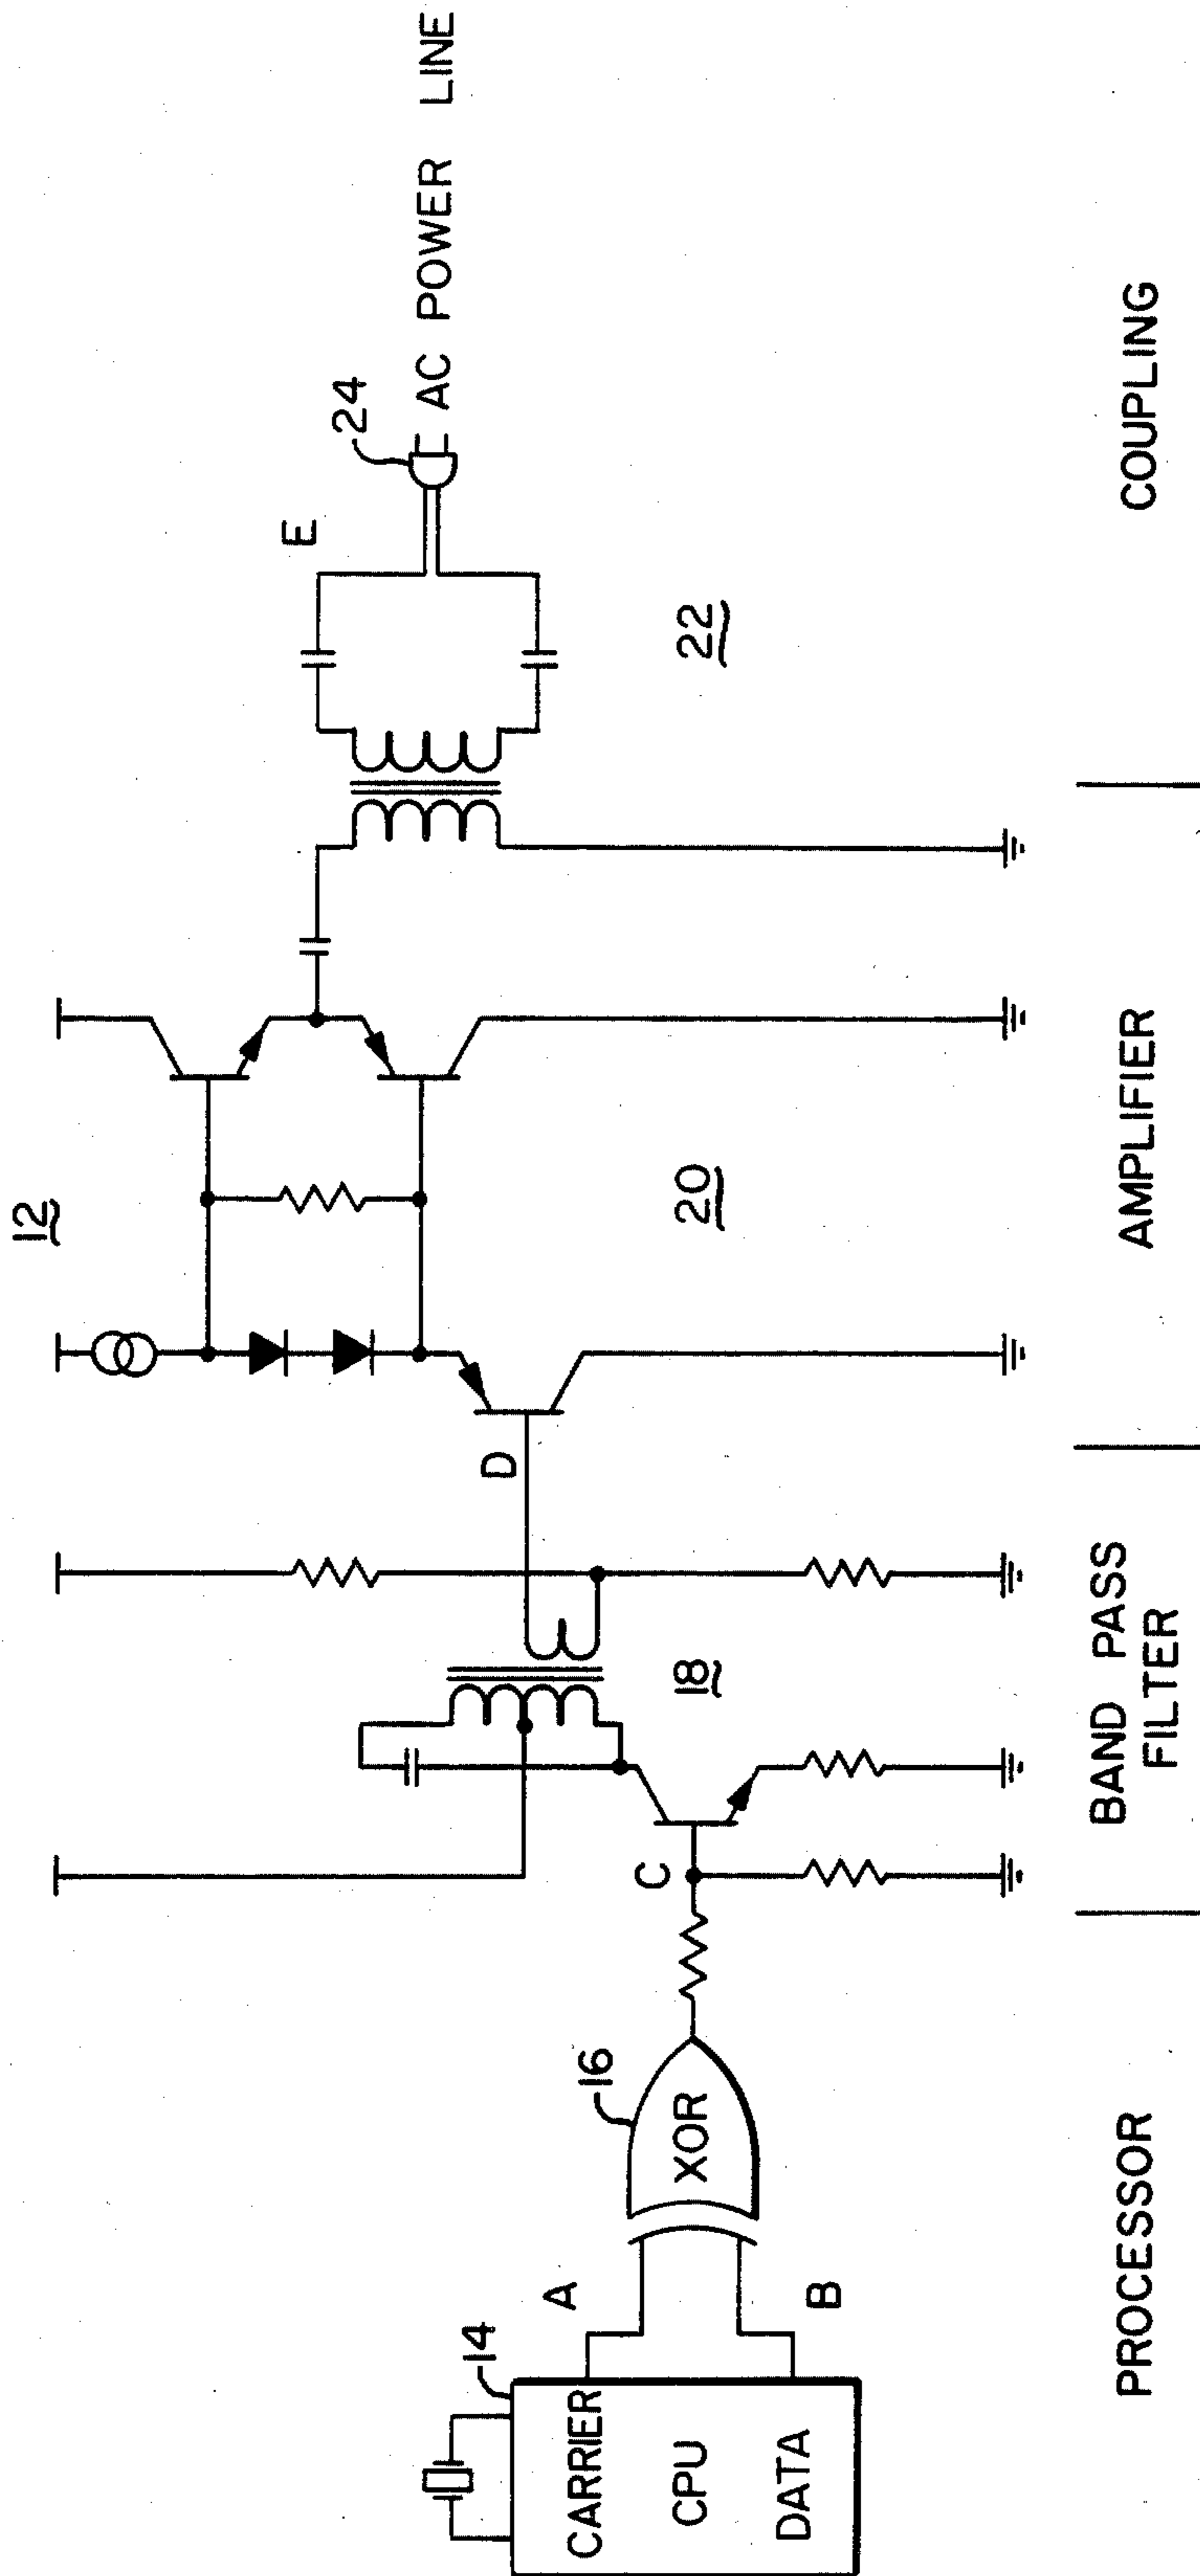 12
24
E
AC POWER LINE
D
18
20
22
C
14
A
16
CARRIER
CPU
DATA
XOR
B
PROCESSOR
BAND PASS
FILTER
AMPLIFIER
COUPLING